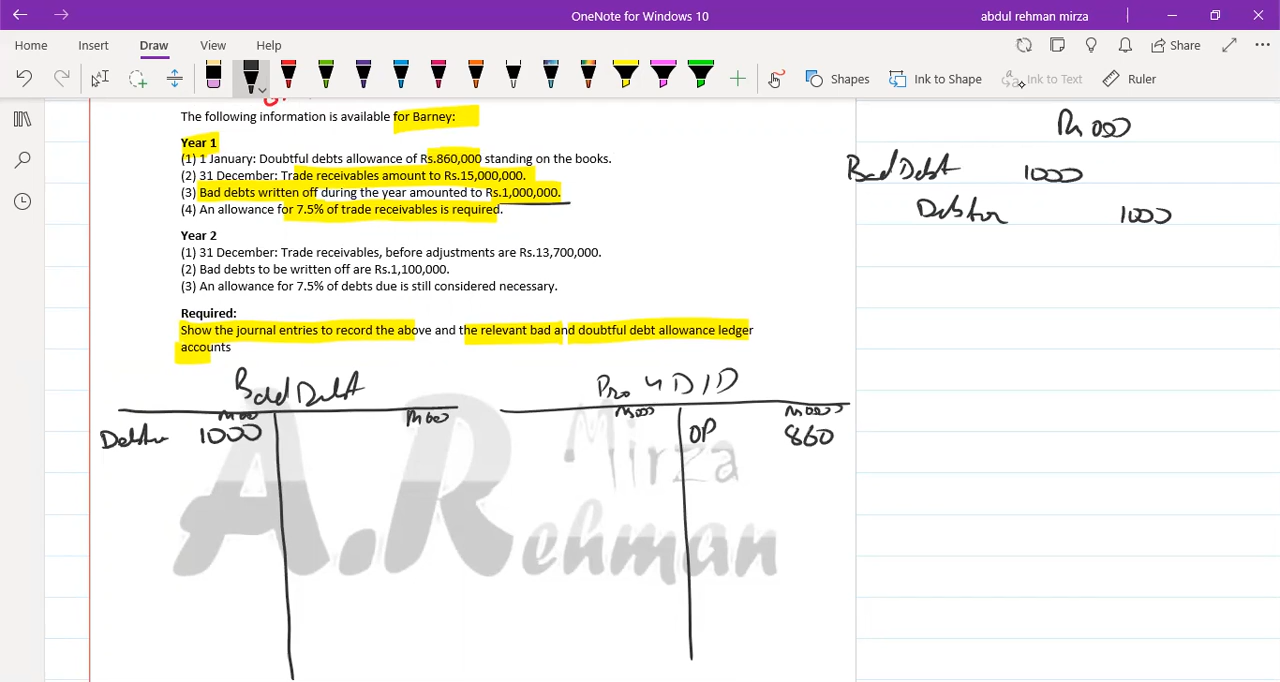 OneNote for Windows 10
abdul rehman mirza
Home Insert Draw View Help
Share
Shapes Ink to Shape Ink to Text Ruler
The following information is available for Barney:
Year 1
(1) 1 January: Doubtful debts allowance of Rs.860,000 standing on the books.
(2) 31 December: Trade receivables amount to Rs.15,000,000.
(3) Bad debts written off during the year amounted to Rs.1,000,000.
(4) An allowance for 7.5% of trade receivables is required.
Year 2
(1) 31 December: Trade receivables, before adjustments are Rs.13,700,000.
(2) Bad debts to be written off are Rs.1,100,000.
(3) An allowance for 7.5% of debts due is still considered necessary.
Required:
Show the journal entries to record the above and the relevant bad and doubtful debt allowance ledger
accounts
Rs 000
Bad Debt 1000
Debtor 1000
Bad Debt
Pro 4 D/D
Rs 000 Rs 000
Rs 000 Rs 000
Debtor 1000
OP 860
A.Rehman
Mirza